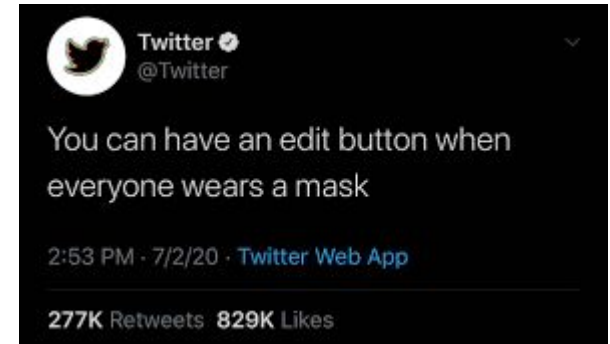 Twitter
@Twitter
You can have an edit button when
everyone wears a mask
2:53 PM · 7/2/20 · Twitter Web App
277K Retweets 829K Likes